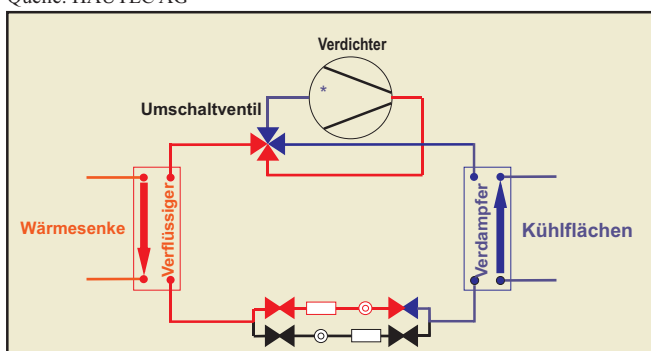 Quelle: HAUTEC AG
Verdichter
*
Umschaltventil
Wärmesenke
Verflüssiger
Verdampfer
Kühlflächen